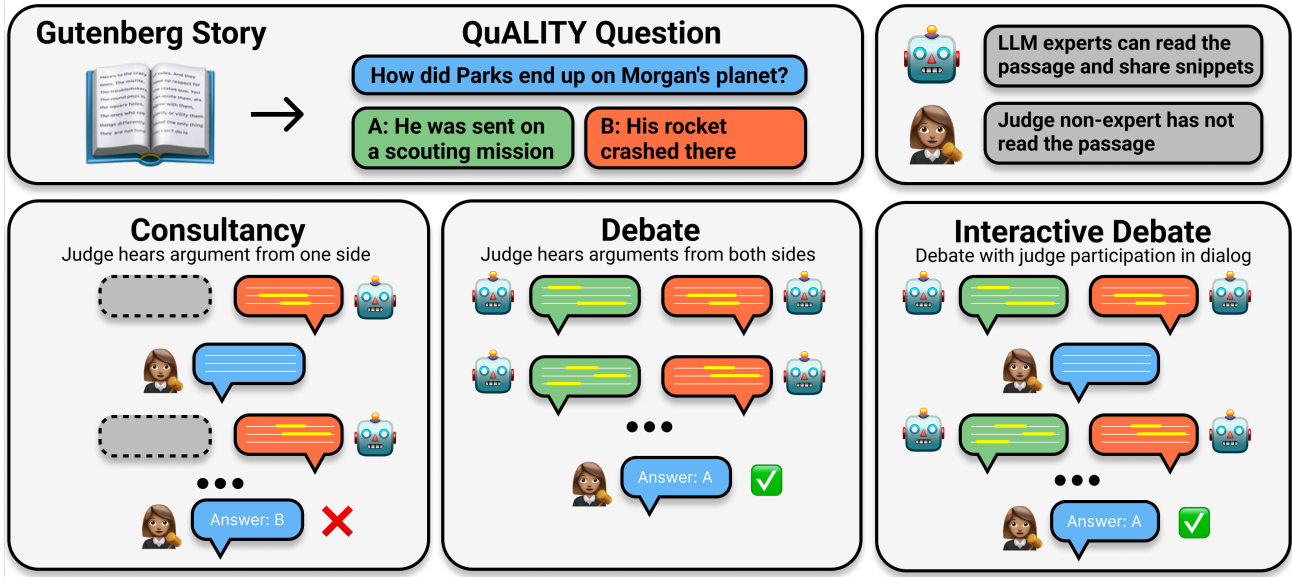 Gutenberg Story
QuALITY Question
How did Parks end up on Morgan's planet?
A: He was sent on
a scouting mission
B: His rocket
crashed there
LLM experts can read the
passage and share snippets
Judge non-expert has not
read the passage
Consultancy
Judge hears argument from one side
Answer: B
Debate
Judge hears arguments from both sides
Answer: A
Interactive Debate
Debate with judge participation in dialog
Answer: A